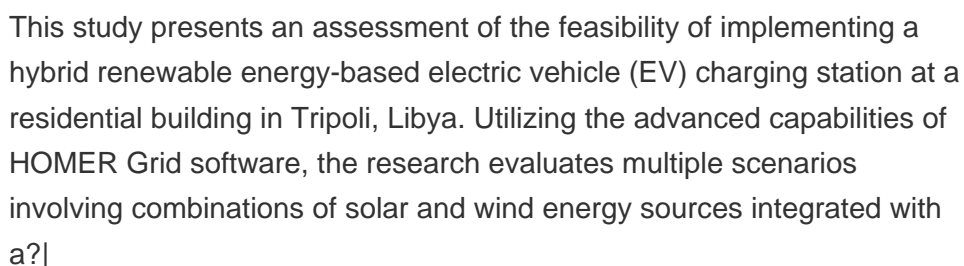 This study presents an assessment of the feasibility of implementing a
hybrid renewable energy-based electric vehicle (EV) charging station at a
residential building in Tripoli, Libya. Utilizing the advanced capabilities of
HOMER Grid software, the research evaluates multiple scenarios
involving combinations of solar and wind energy sources integrated with
a?|